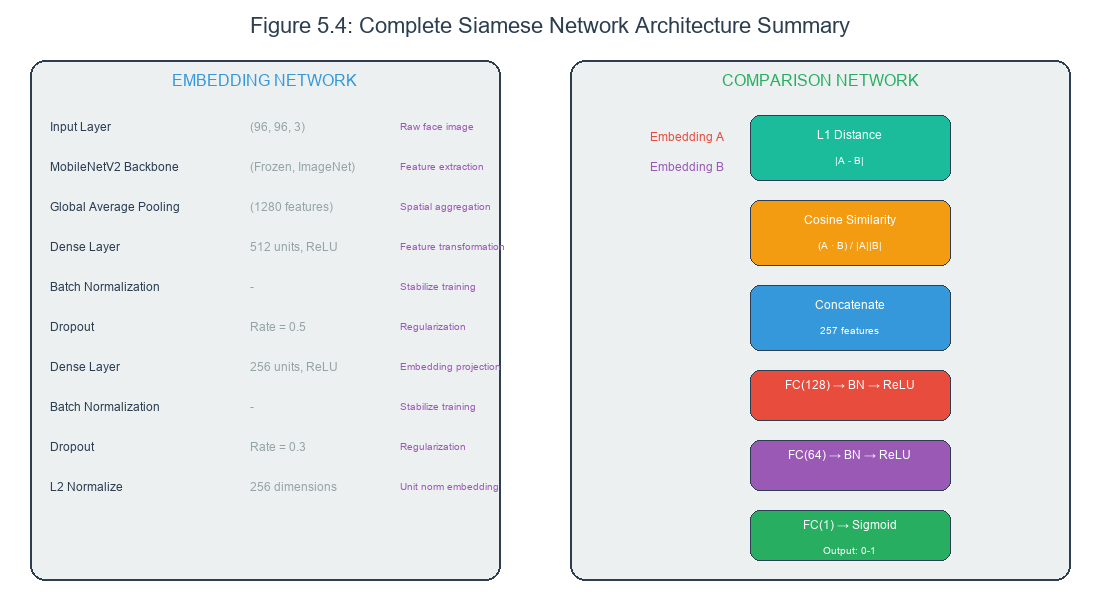 Figure 5.4: Complete Siamese Network Architecture Summary
EMBEDDING NETWORK
Input Layer (96, 96, 3) Raw face image
MobileNetV2 Backbone (Frozen, ImageNet) Feature extraction
Global Average Pooling (1280 features) Spatial aggregation
Dense Layer 512 units, ReLU Feature transformation
Batch Normalization - Stabilize training
Dropout Rate = 0.5 Regularization
Dense Layer 256 units, ReLU Embedding projection
Batch Normalization - Stabilize training
Dropout Rate = 0.3 Regularization
L2 Normalize 256 dimensions Unit norm embedding
COMPARISON NETWORK
Embedding A
Embedding B
L1 Distance
|A - B|
Cosine Similarity
(A · B) / |A||B|
Concatenate
257 features
FC(128) → BN → ReLU
FC(64) → BN → ReLU
FC(1) → Sigmoid
Output: 0-1